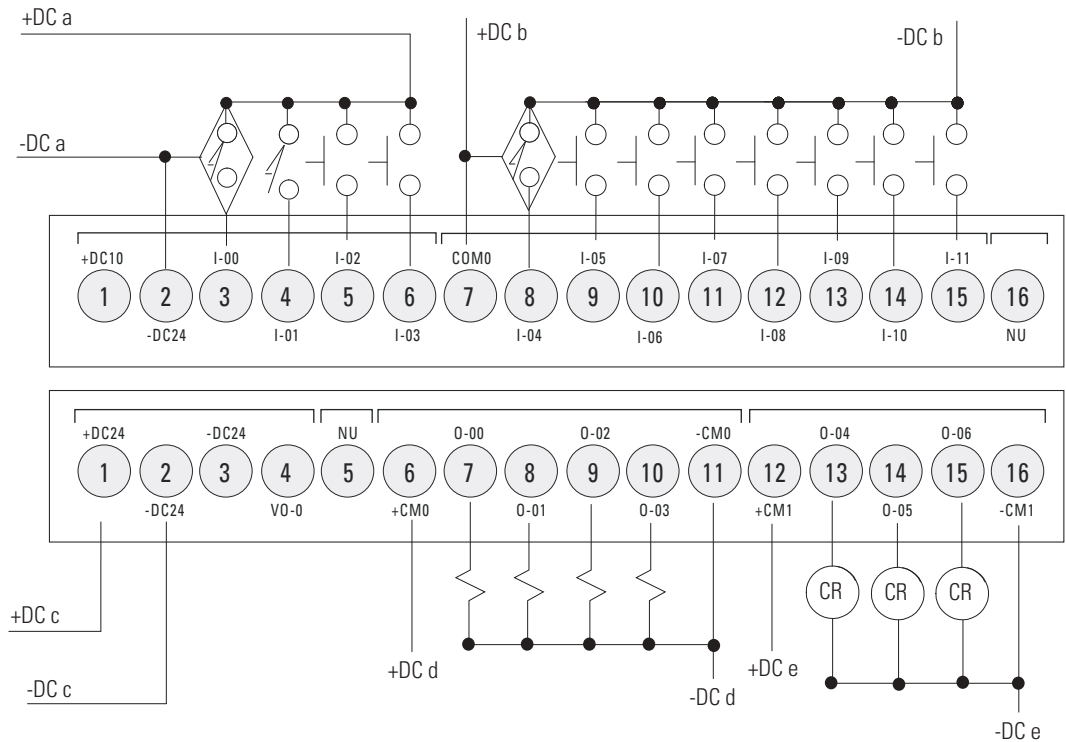 +DC a
+DC b
-DC b
-DC a
+DC10 I-00 I-02 COM0 I-05 I-07 I-09 I-11
1 2 3 4 5 6 7 8 9 10 11 12 13 14 15 16
-DC24 I-01 I-03 I-04 I-06 I-08 I-10 NU
+DC24 -DC24 NU O-00 O-02 -CM0 O-04 O-06
1 2 3 4 5 6 7 8 9 10 11 12 13 14 15 16
-DC24 VO-0 +CM0 O-01 O-03 +CM1 O-05 -CM1
CR CR CR
+DC c
+DC d
+DC e
-DC c
-DC d
-DC e